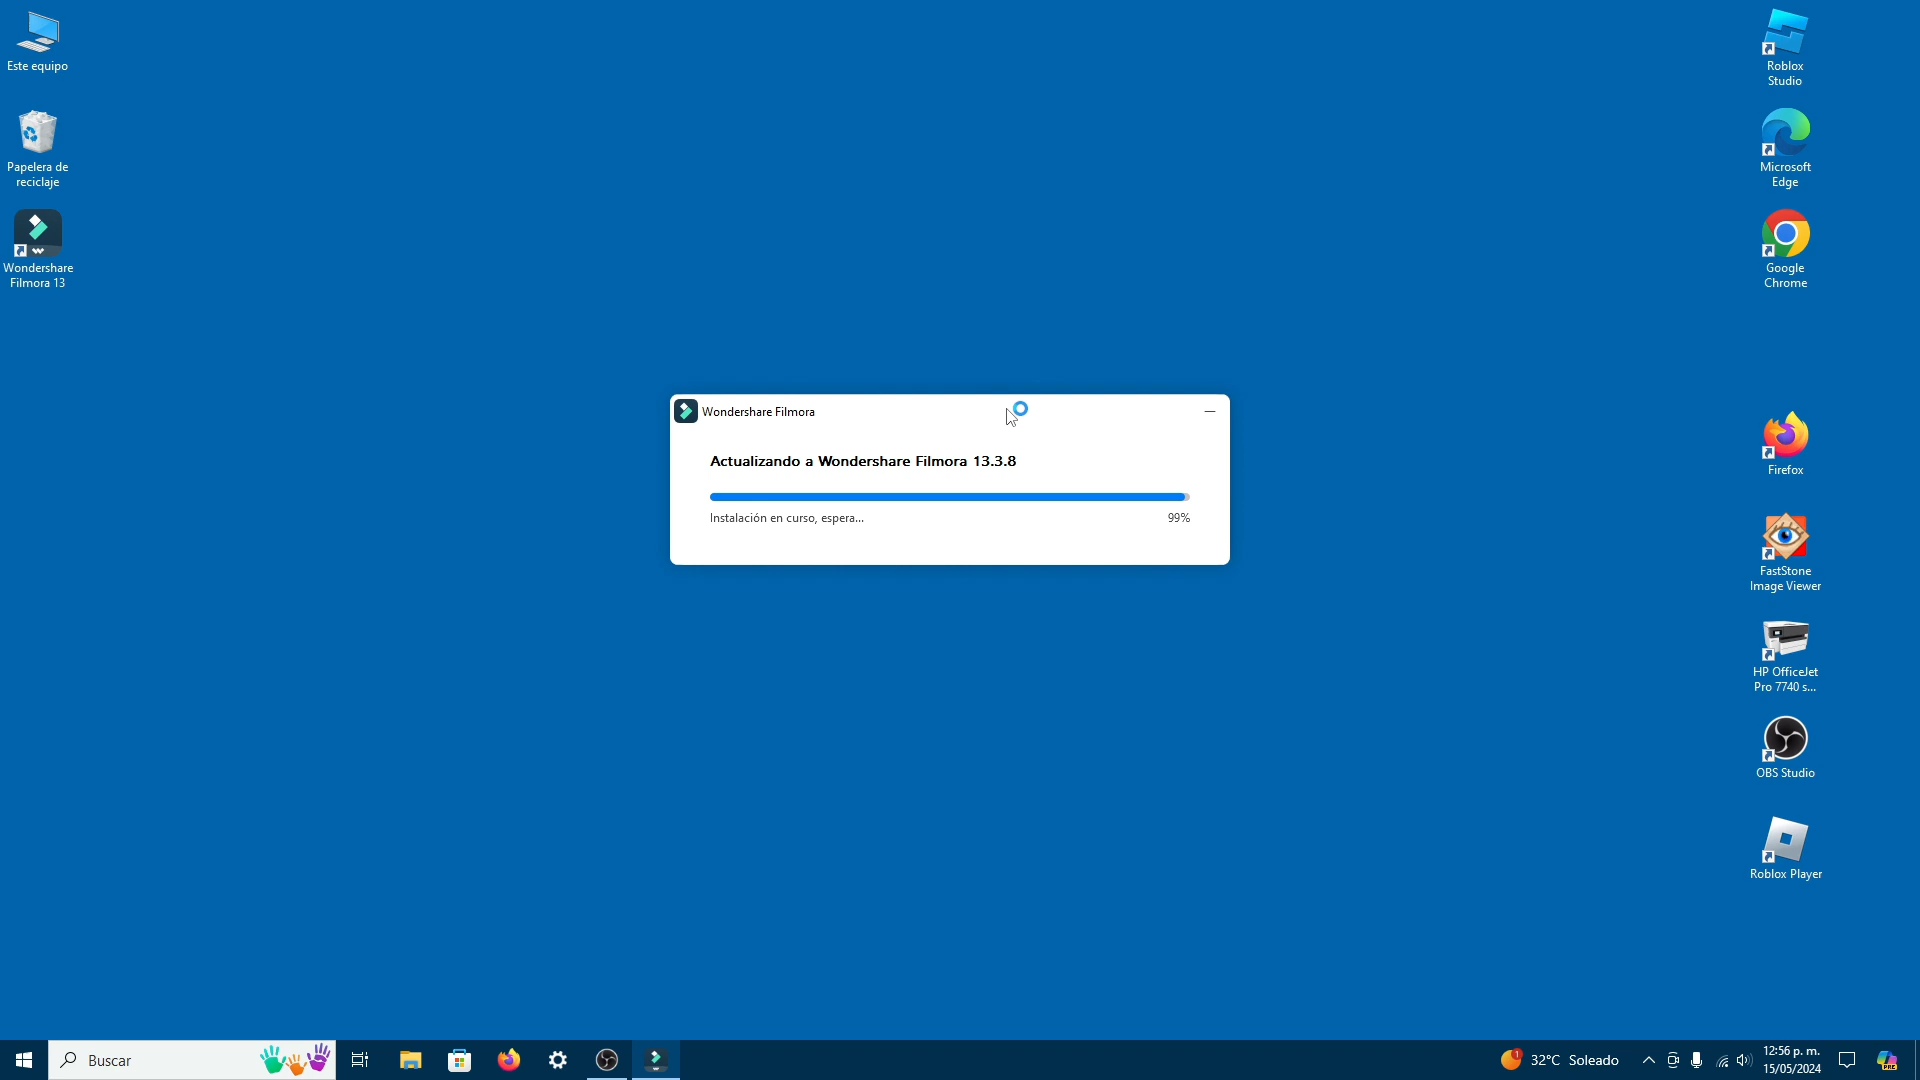 Este equipo
Papelera de
reciclaje
Wondershare
Filmora 13
Roblox
Studio
Microsoft
Edge
Google
Chrome
Firefox
FastStone
Image Viewer
HP OfficeJet
Pro 7740 s...
OBS Studio
Roblox Player
Wondershare Filmora
Actualizando a Wondershare Filmora 13.3.8
Instalación en curso, espera... 99%
Buscar
1
32°C Soleado
12:56 p. m.
15/05/2024
PRE